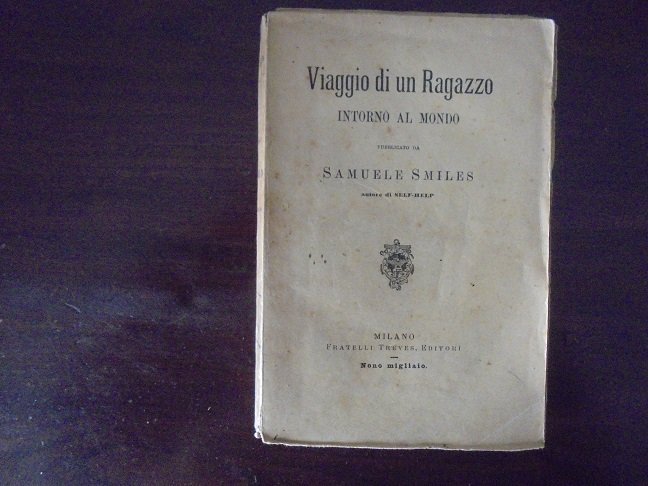 Viaggio di un Ragazzo
INTORNO AL MONDO
PUBBLICATO DA
SAMUELE SMILES
autore di SELF-HELP
MILANO
FRATELLI TREVES, EDITORI
Nono migliaio.